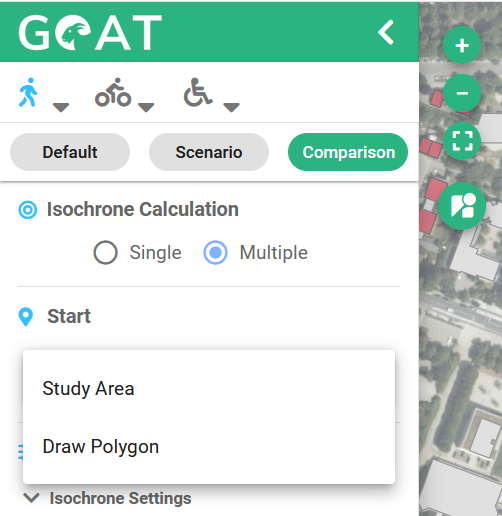 GOAT
Default Scenario Comparison
Isochrone Calculation
Single Multiple
Start
Study Area
Draw Polygon
Isochrone Settings